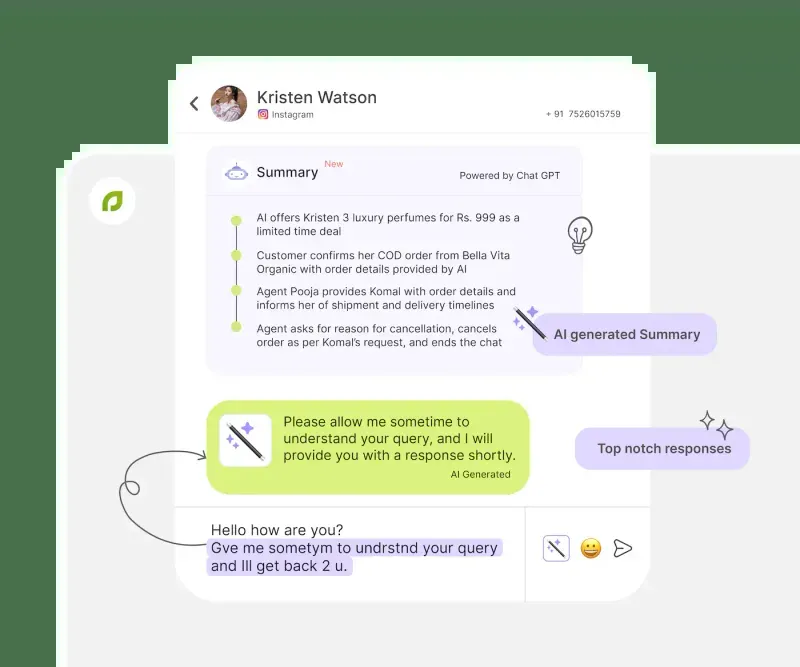 Kristen Watson
Instagram
+ 91 7526015759
Summary
New
Powered by Chat GPT
AI offers Kristen 3 luxury perfumes for Rs. 999 as a
limited time deal
Customer confirms her COD order from Bella Vita
Organic with order details provided by AI
Agent Pooja provides Komal with order details and
informs her of shipment and delivery timelines
Agent asks for reason for cancellation, cancels
order as per Komal's request, and ends the chat
AI generated Summary
Please allow me sometime to
understand your query, and I will
provide you with a response shortly.
AI Generated
Top notch responses
Hello how are you?
Gve me sometym to undrstnd your query
and Ill get back 2 u.